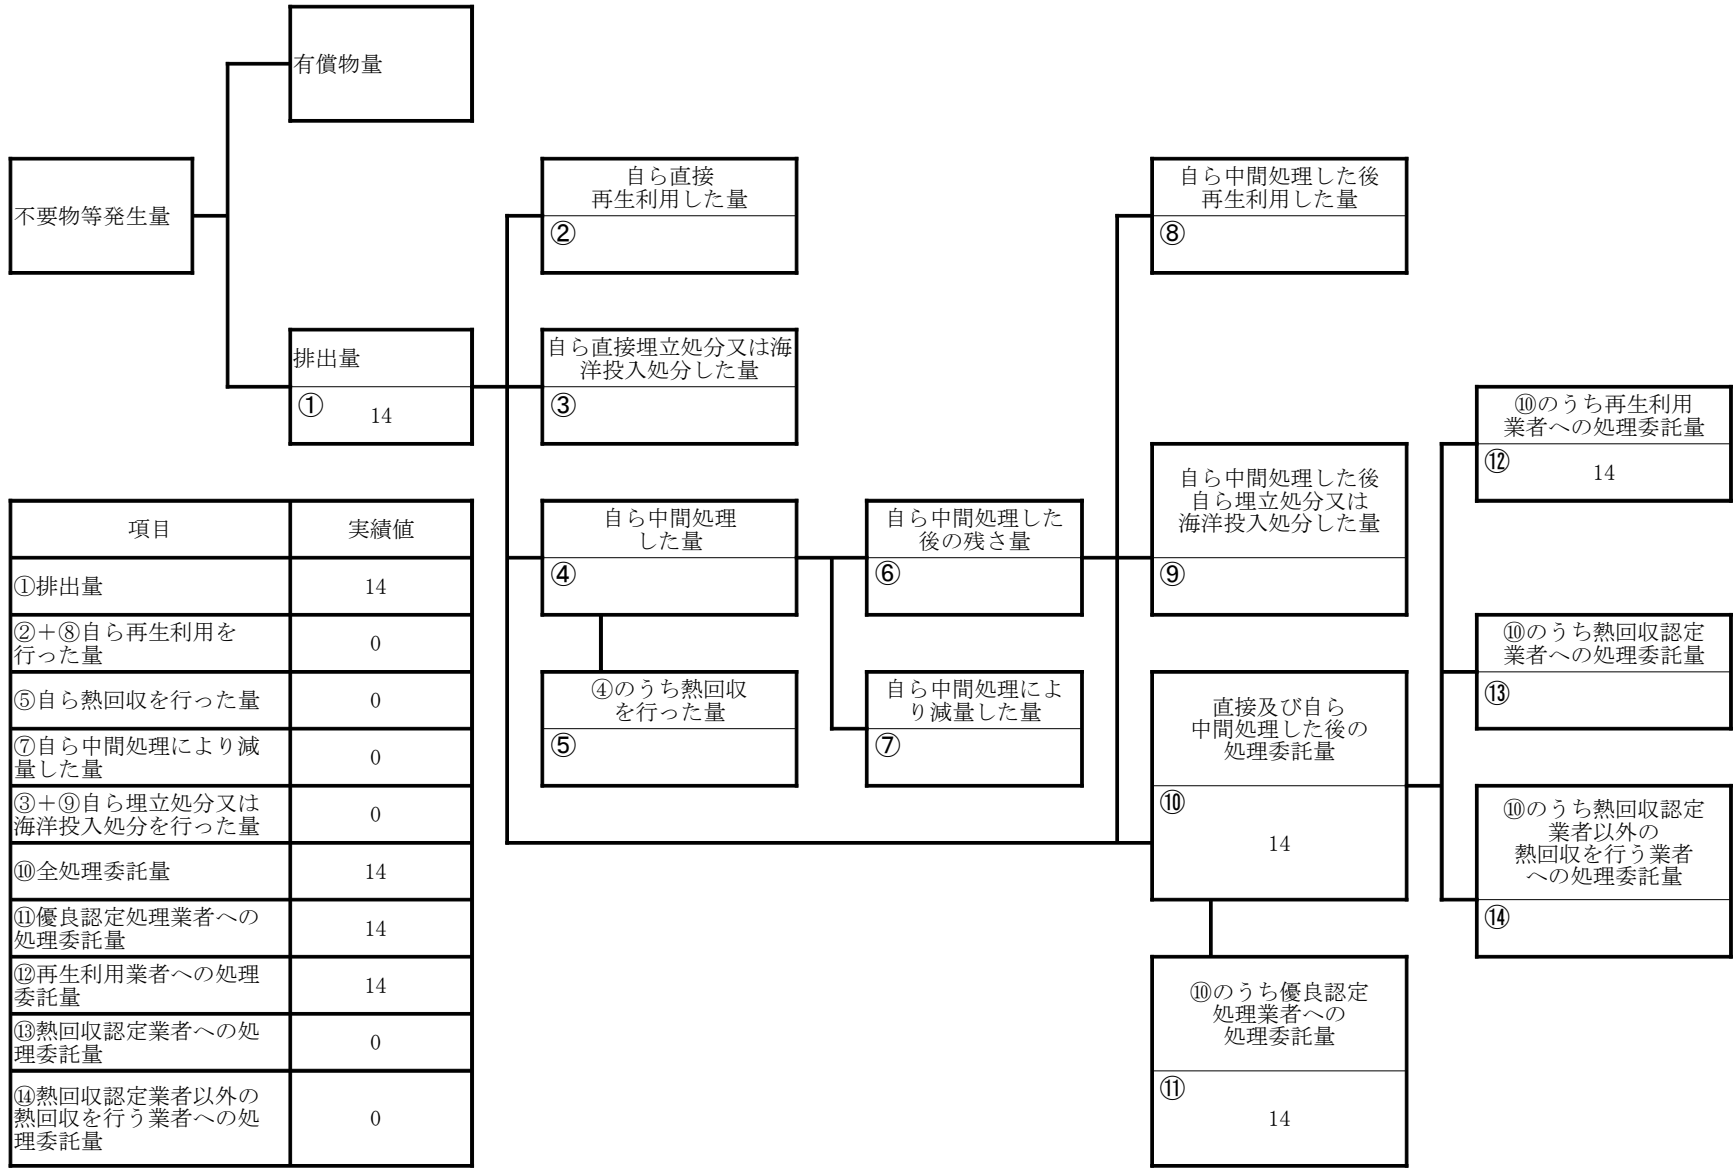 有償物量
不要物等発生量
自ら直接
再生利用した量
②
自ら中間処理した後
再生利用した量
⑧
排出量
①
14
自ら直接埋立処分又は海
洋投入処分した量
③
⑩のうち再生利用
業者への処理委託量
⑫
14
自ら中間処理
した量
④
自ら中間処理した
後の残さ量
⑥
自ら中間処理した後
自ら埋立処分又は
海洋投入処分した量
⑨
④のうち熱回収
を行った量
⑤
自ら中間処理によ
り減量した量
⑦
直接及び自ら
中間処理した後の
処理委託量
⑩
14
⑩のうち熱回収認定
業者への処理委託量
⑬
⑩のうち熱回収認定
業者以外の
熱回収を行う業者
への処理委託量
⑭
⑩のうち優良認定
処理業者への
処理委託量
⑪
14
項目 実績値
①排出量 14
②＋⑧自ら再生利用を
行った量 0
⑤自ら熱回収を行った量 0
⑦自ら中間処理により減
量した量 0
③＋⑨自ら埋立処分又は
海洋投入処分を行った量 0
⑩全処理委託量 14
⑪優良認定処理業者への
処理委託量 14
⑫再生利用業者への処理
委託量 14
⑬熱回収認定業者への処
理委託量 0
⑭熱回収認定業者以外の
熱回収を行う業者への処
理委託量 0